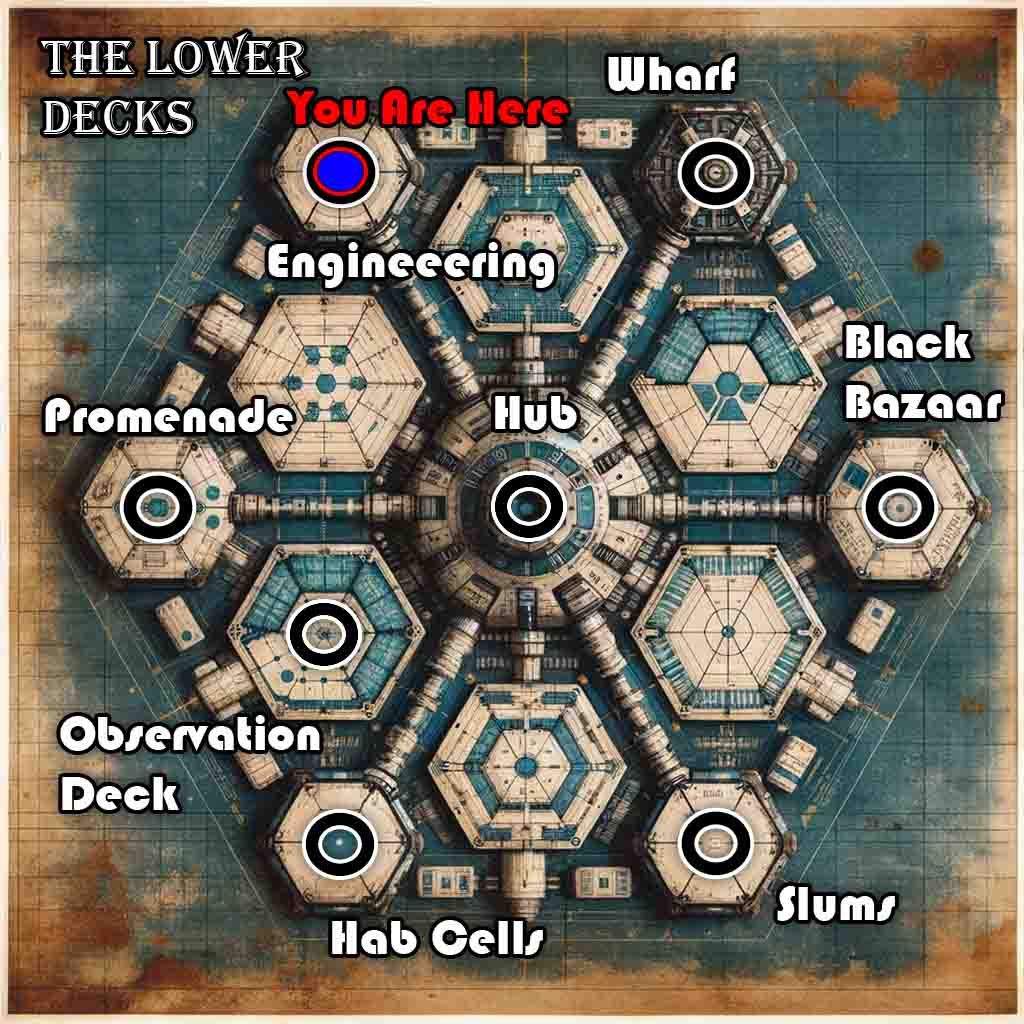 THE LOWER
DECKS
Wharf
You Are Here
Engineeering
Black
Bazaar
Promenade
Hub
Observation
Deck
Slums
Hab Cells